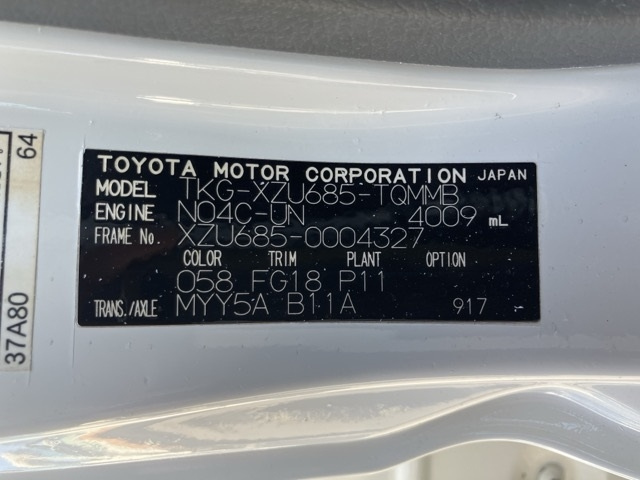 TOYOTA MOTOR CORPORATION JAPAN
MODEL TKG-XZU685-TQMMB
ENGINE N04C-UN 4009 mL
FRAME No. XZU685-0004327
COLOR TRIM PLANT OPTION
058 FG18 P11
TRANS./AXLE MYY5A B11A 917
37A80
64